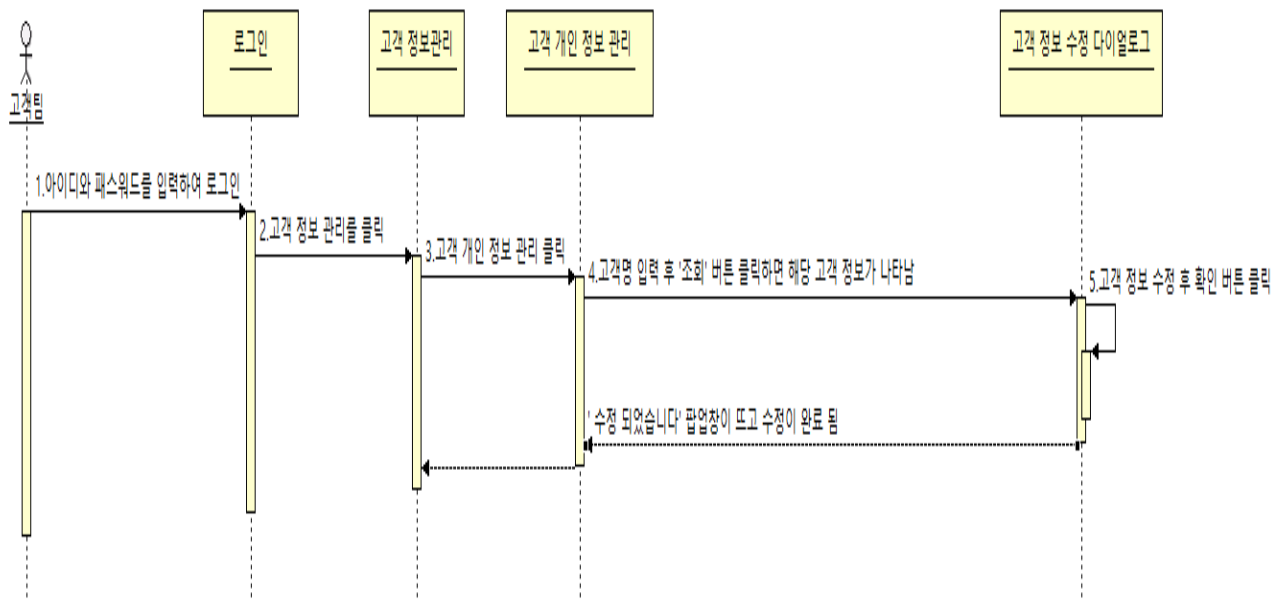 로그인
고객 정보관리
고객 개인 정보 관리
고객 정보 수정 다이얼로그
고객팀
1.아이디와 패스워드를 입력하여 로그인
2.고객 정보 관리를 클릭
3.고객 개인 정보 관리 클릭
4.고객명 입력 후 '조회' 버튼 클릭하면 해당 고객 정보가 나타남
5.고객 정보 수정 후 확인 버튼 클릭
' 수정 되었습니다' 팝업창이 뜨고 수정이 완료 됨